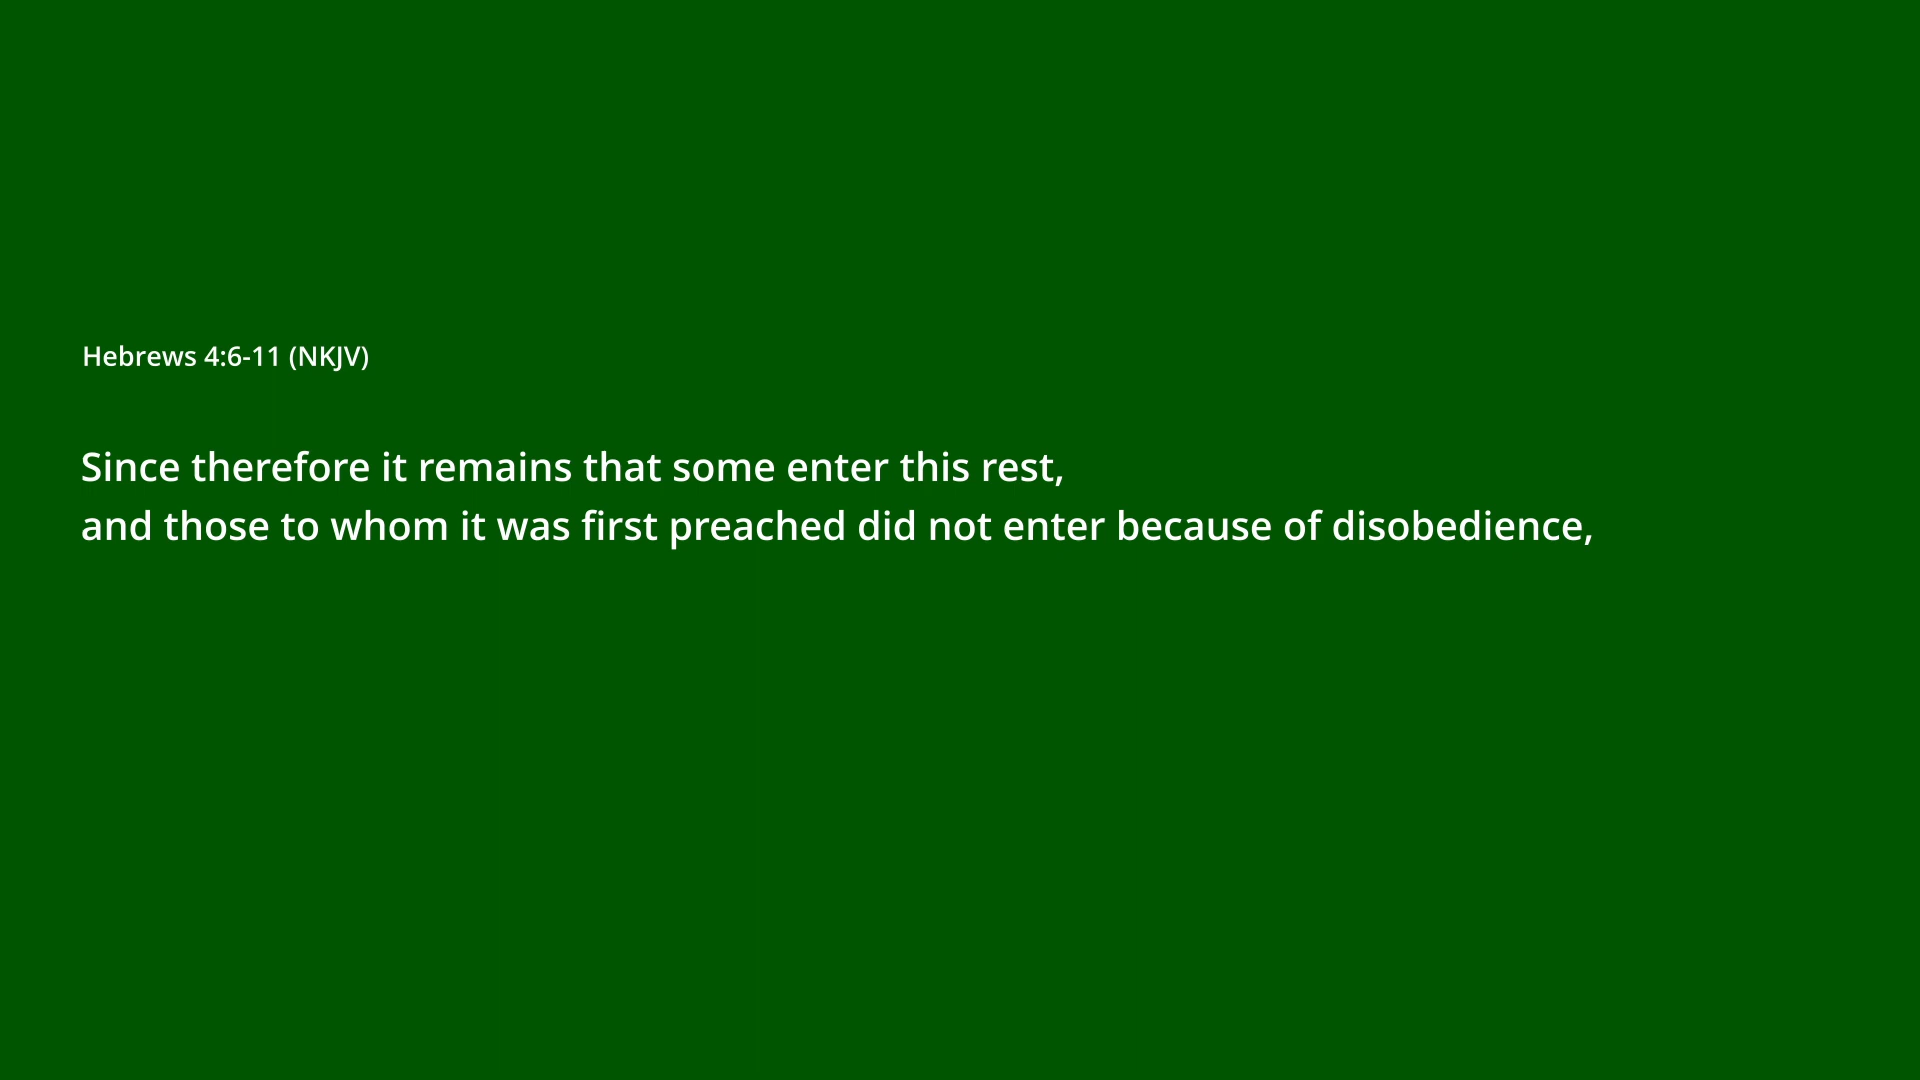 Hebrews 4:6-11 (NKJV)
Since therefore it remains that some enter this rest,
and those to whom it was first preached did not enter because of disobedience,